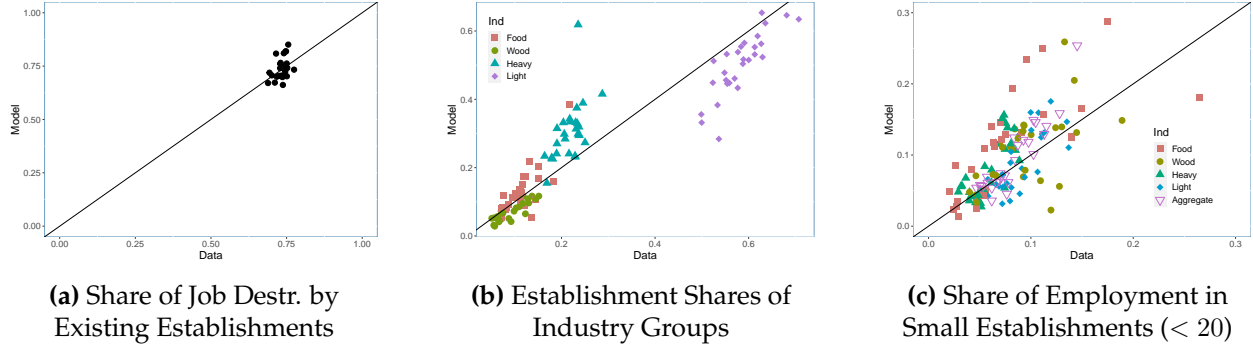 1.00
0.75
0.50
0.25
0.00
Model
0.00
0.25
0.50
0.75
1.00
Data
(a) Share of Job Destr. by
Existing Establishments
0.6
0.4
0.2
0.0
Model
Ind
Food
Wood
Heavy
Light
0.2
0.4
0.6
Data
(b) Establishment Shares of
Industry Groups
0.3
0.2
0.1
0.0
Model
Ind
Food
Wood
Heavy
Light
Aggregate
0.0
0.1
0.2
0.3
Data
(c) Share of Employment in
Small Establishments (< 20)